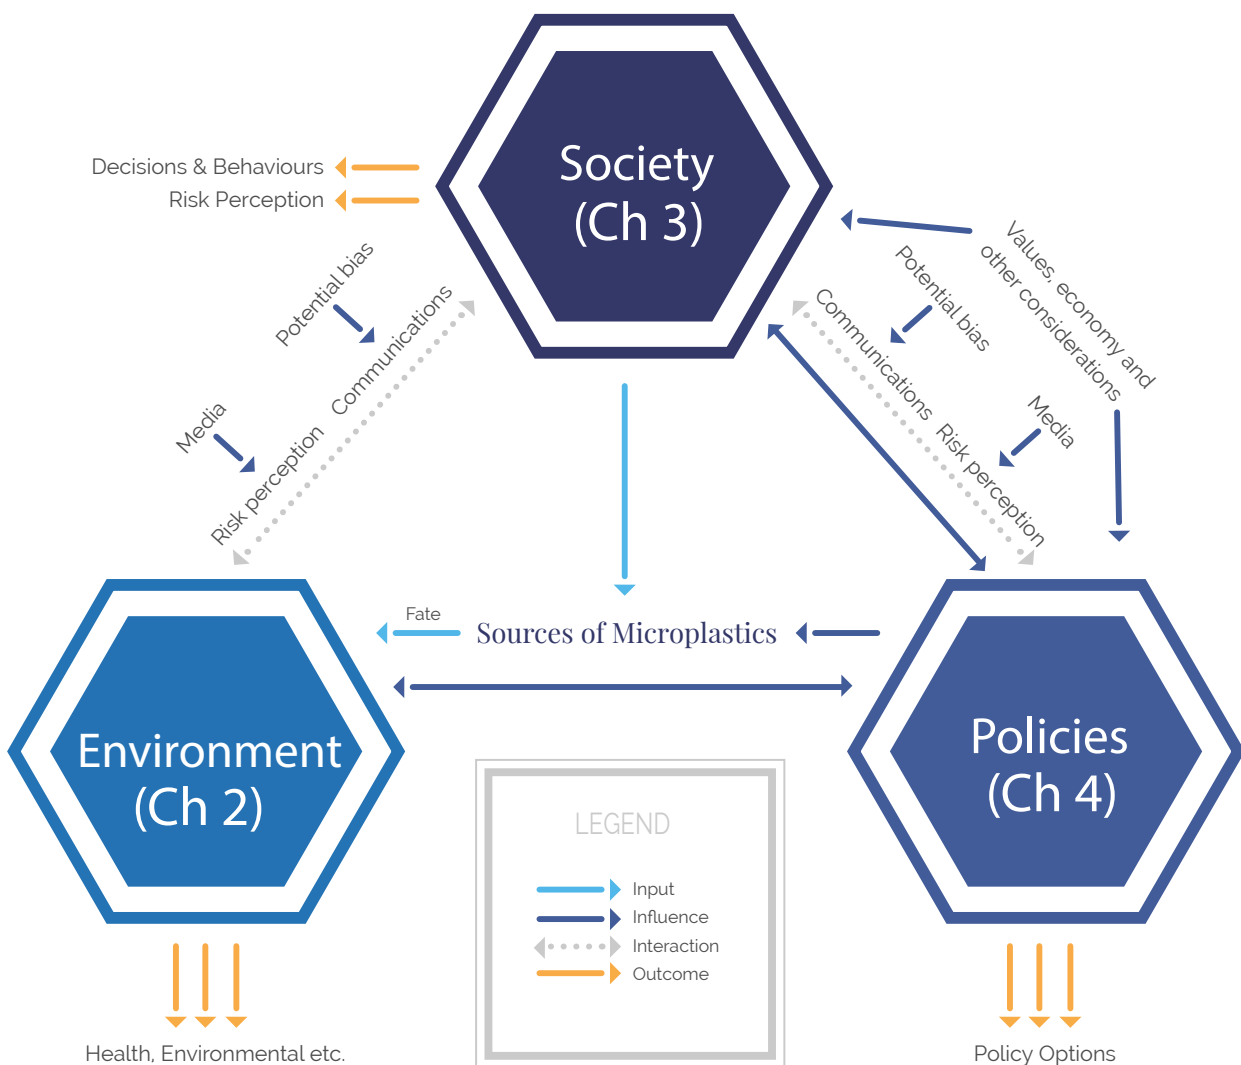 Society
(Ch 3)
Decisions & Behaviours
Risk Perception
Potential bias
Communications
Media
Risk perception
Values, economy and
other considerations
Potential bias
Communications
Media
Risk perception
Fate
Sources of Microplastics
Environment
(Ch 2)
Policies
(Ch 4)
LEGEND
Input
Influence
Interaction
Outcome
Health, Environmental etc.
Policy Options